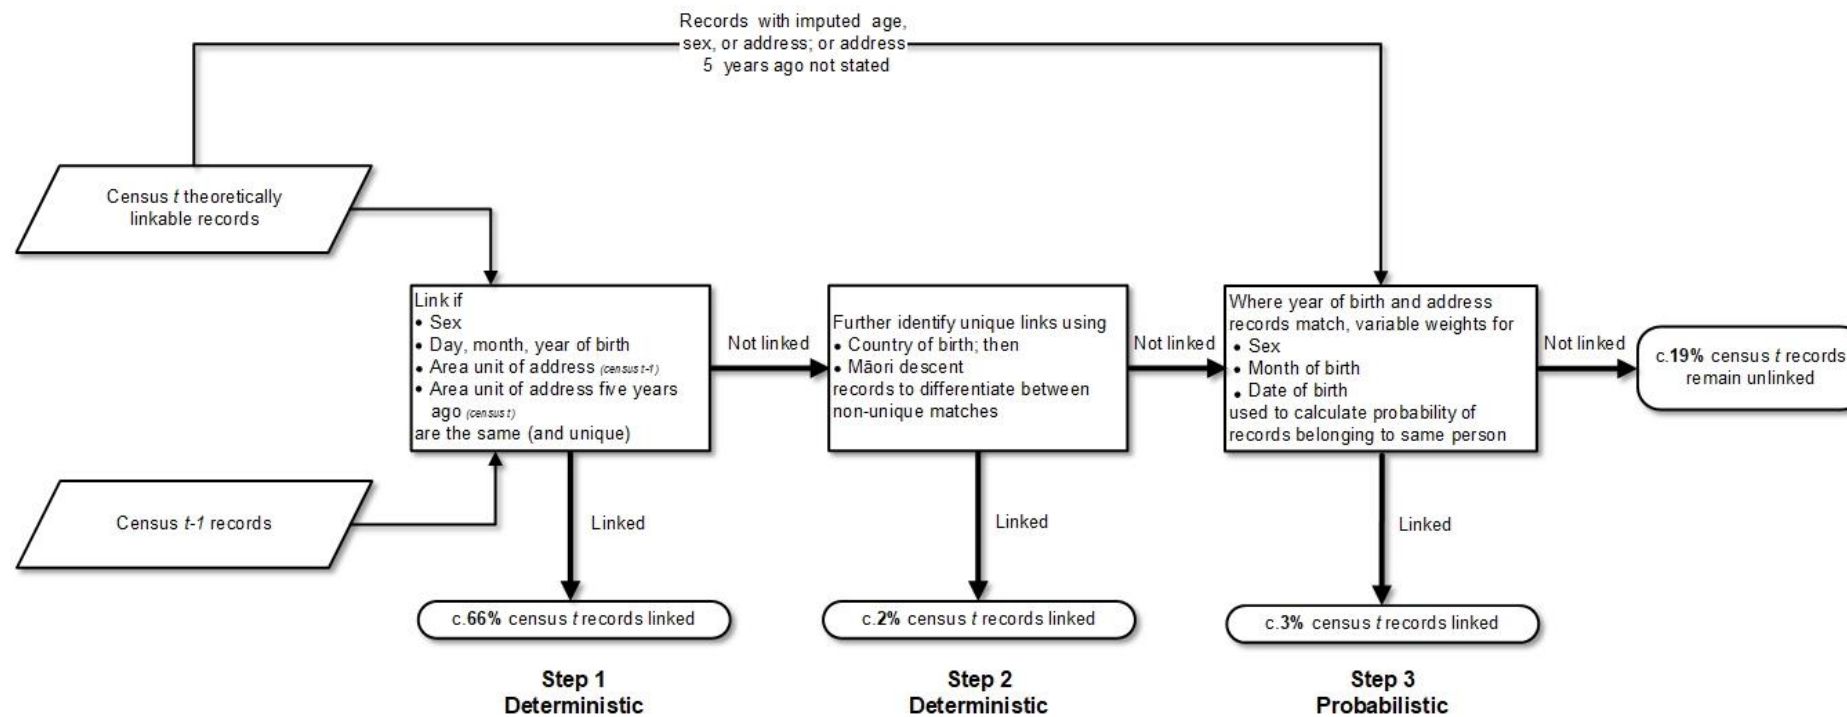 Records with imputed age,
sex, or address; or address
5 years ago not stated
Census t theoretically
linkable records
Census t-1 records
Link if
• Sex
• Day, month, year of birth
• Area unit of address (census t-1)
• Area unit of address five years
ago (census t)
are the same (and unique)
Not linked
Further identify unique links using
• Country of birth; then
• Māori descent
records to differentiate between
non-unique matches
Not linked
Where year of birth and address
records match, variable weights for
• Sex
• Month of birth
• Date of birth
used to calculate probability of
records belonging to same person
Not linked
c.19% census t records
remain unlinked
Linked
Linked
Linked
c.66% census t records linked
c.2% census t records linked
c.3% census t records linked
Step 1
Deterministic
Step 2
Deterministic
Step 3
Probabilistic